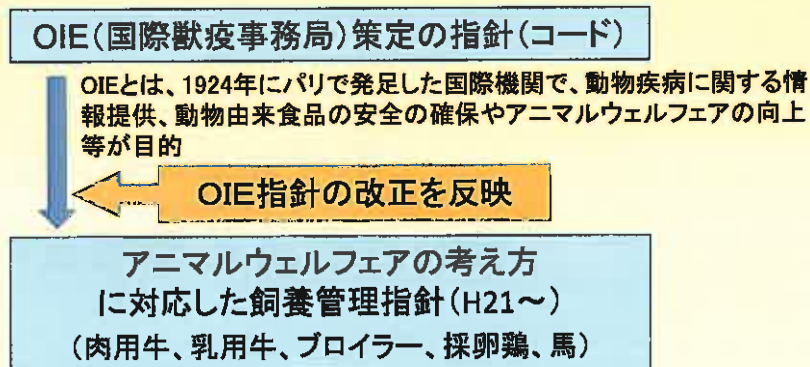 OIE(国際獣疫事務局)策定の指針(コード)
OIEとは、1924年にパリで発足した国際機関で、動物疾病に関する情
報提供、動物由来食品の安全の確保やアニマルウェルフェアの向上
等が目的
OIE指針の改正を反映
アニマルウェルフェアの考え方
に対応した飼養管理指針(H21~)
(肉用牛、乳用牛、ブロイラー、採卵鶏、馬)